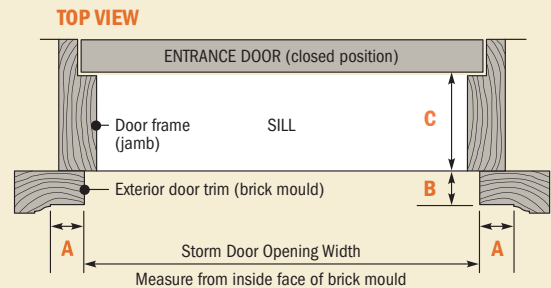 TOP VIEW
ENTRANCE DOOR (closed position)
C
Door frame
(jamb)
SILL
Exterior door trim (brick mould)
B
A
Storm Door Opening Width
A
Measure from inside face of brick mould